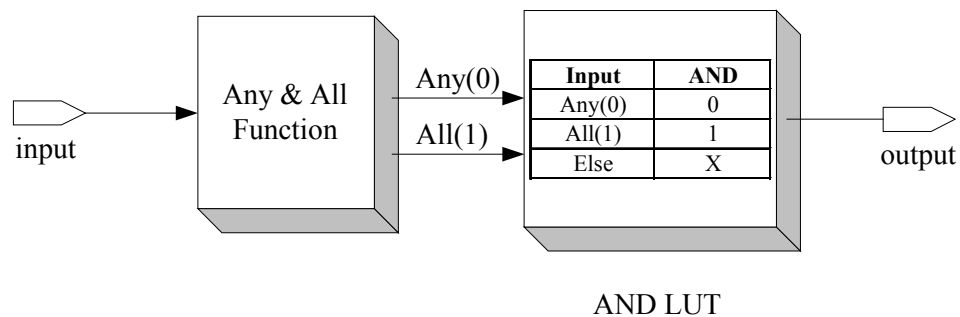 input
Any & All
Function
Any(0)
All(1)
Input AND
Any(0) 0
All(1) 1
Else X
output
AND LUT